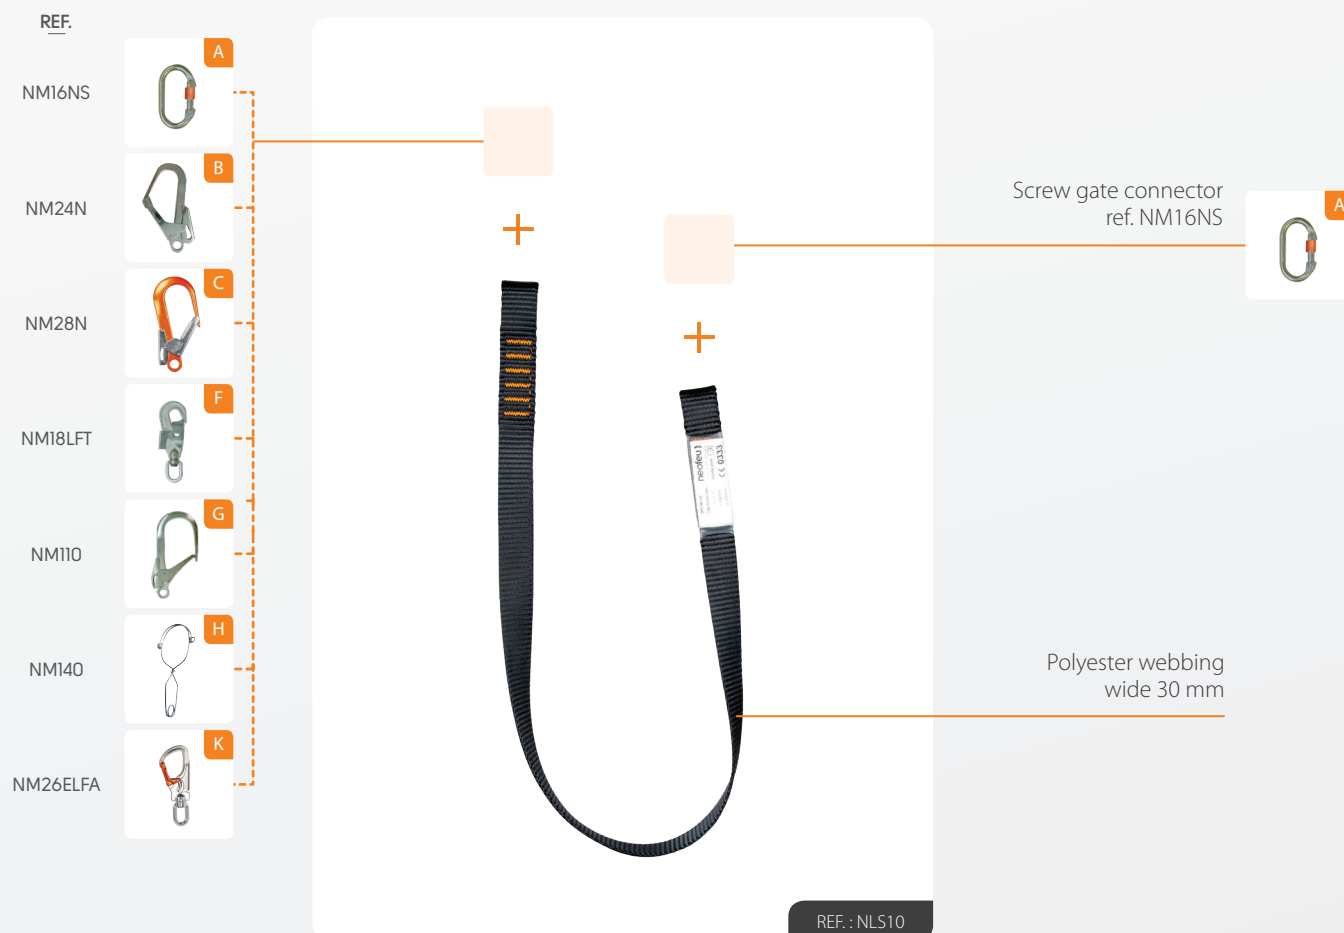 REF.
NM16NS
A
NM24N
B
NM28N
C
NM18LFT
F
NM110
G
NM140
H
NM26ELFA
K
Screw gate connector
ref. NM16NS
A
neofeu
CE 0333
Polyester webbing
wide 30 mm
REF. : NLS10